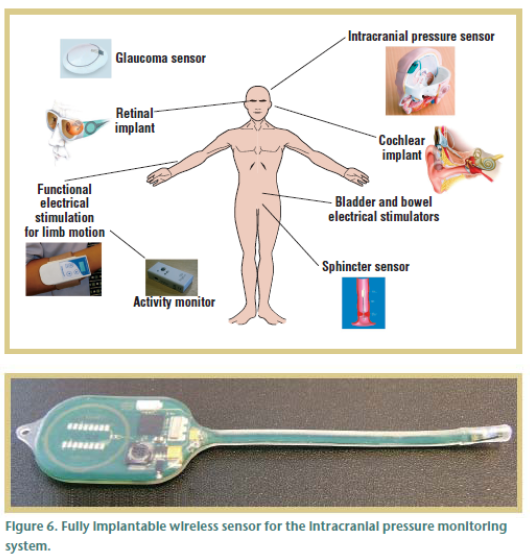 Intracranial pressure sensor
Glaucoma sensor
Retinal
implant
Cochlear
implant
Functional
electrical
stimulation
for limb motion
Bladder and bowel
electrical stimulators
Activity monitor
Sphincter sensor
Figure 6. Fully implantable wireless sensor for the intracranial pressure monitoring
system.